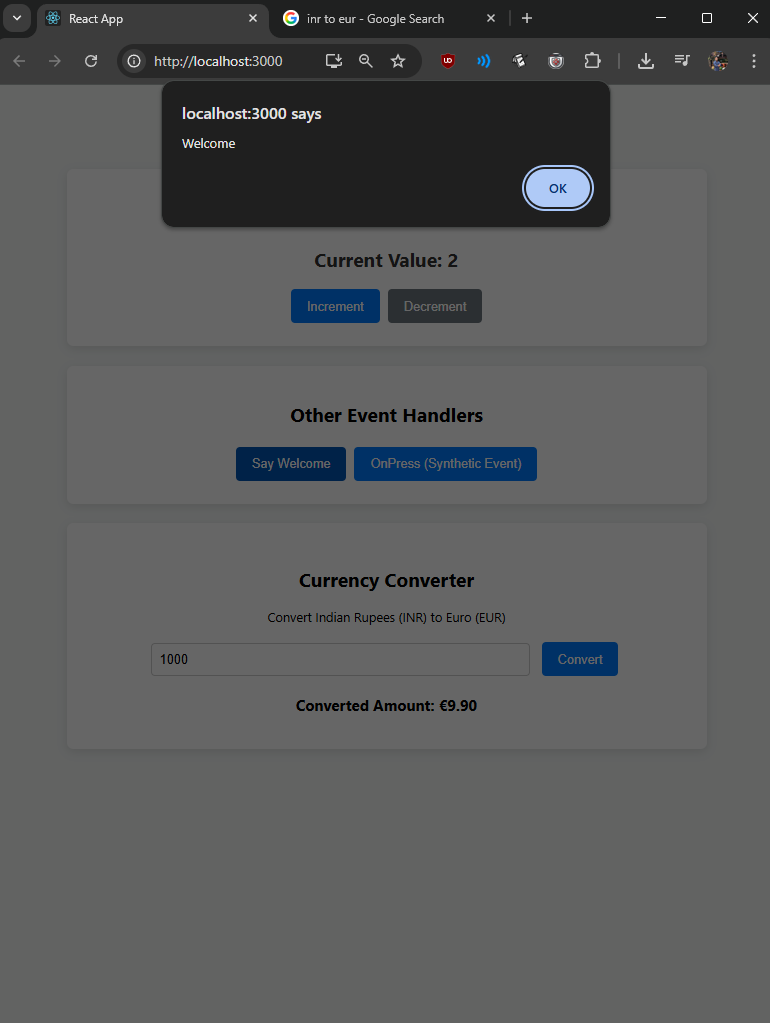 React App
inr to eur - Google Search
http://localhost:3000
localhost:3000 says
Welcome
OK
Current Value: 2
Increment Decrement
Other Event Handlers
Say Welcome OnPress (Synthetic Event)
Currency Converter
Convert Indian Rupees (INR) to Euro (EUR)
1000 Convert
Converted Amount: €9.90